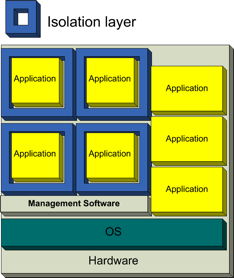 Isolation layer
Application
Application
Application
Application
Application
Application
Application
Management Software
OS
Hardware